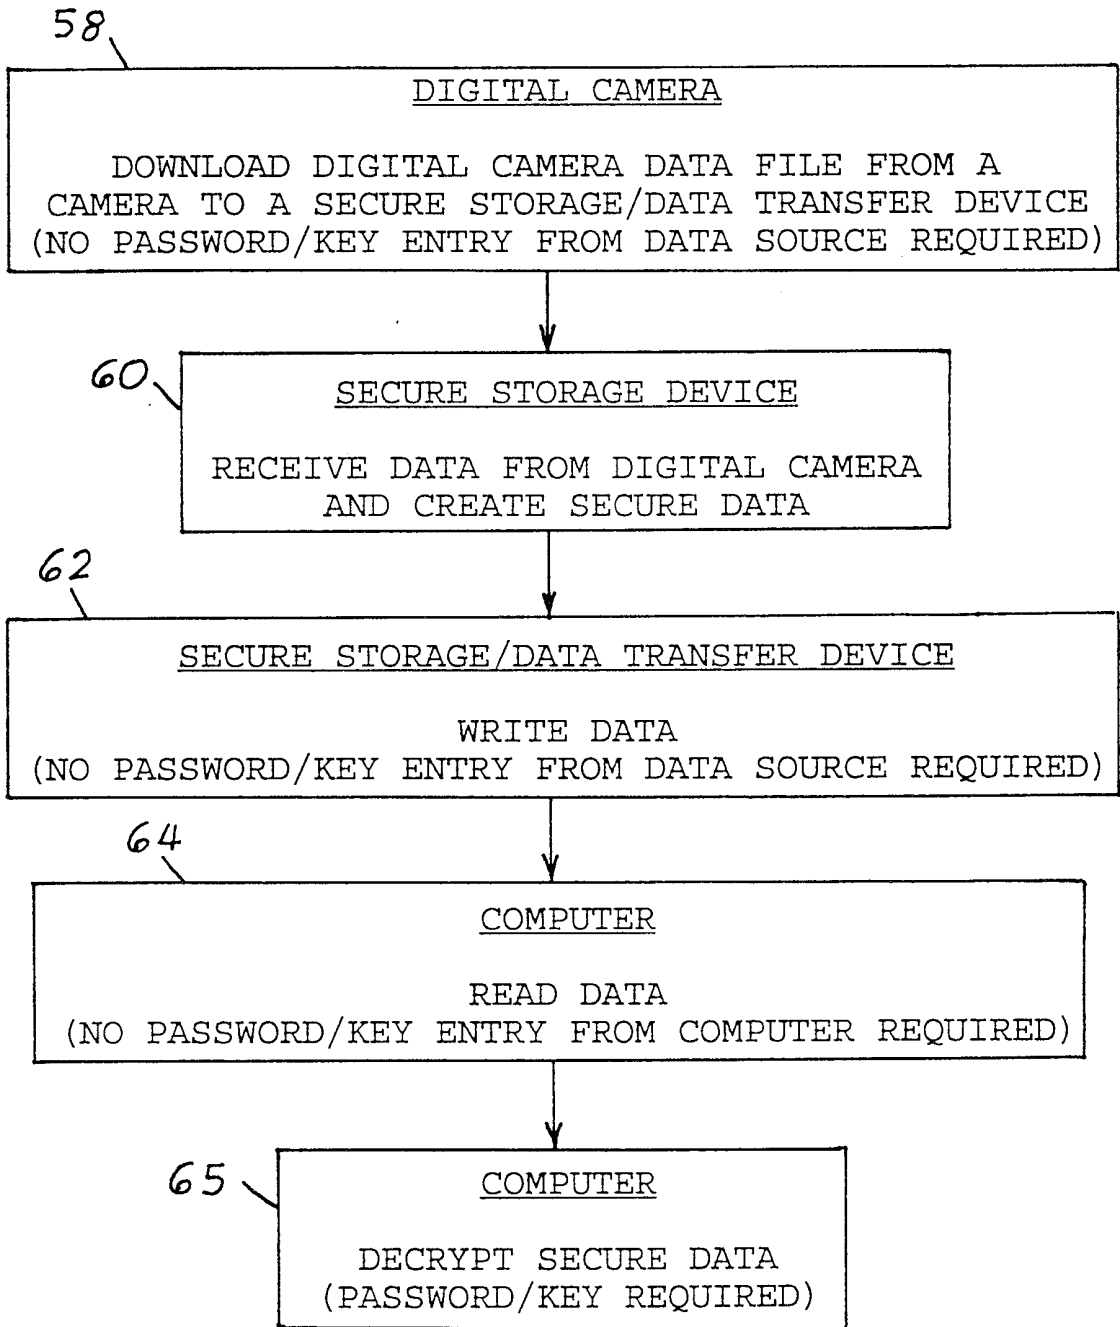 58
DIGITAL CAMERA
DOWNLOAD DIGITAL CAMERA DATA FILE FROM A
CAMERA TO A SECURE STORAGE/DATA TRANSFER DEVICE
(NO PASSWORD/KEY ENTRY FROM DATA SOURCE REQUIRED)
60
SECURE STORAGE DEVICE
RECEIVE DATA FROM DIGITAL CAMERA
AND CREATE SECURE DATA
62
SECURE STORAGE/DATA TRANSFER DEVICE
WRITE DATA
(NO PASSWORD/KEY ENTRY FROM DATA SOURCE REQUIRED)
64
COMPUTER
READ DATA
(NO PASSWORD/KEY ENTRY FROM COMPUTER REQUIRED)
65
COMPUTER
DECRYPT SECURE DATA
(PASSWORD/KEY REQUIRED)